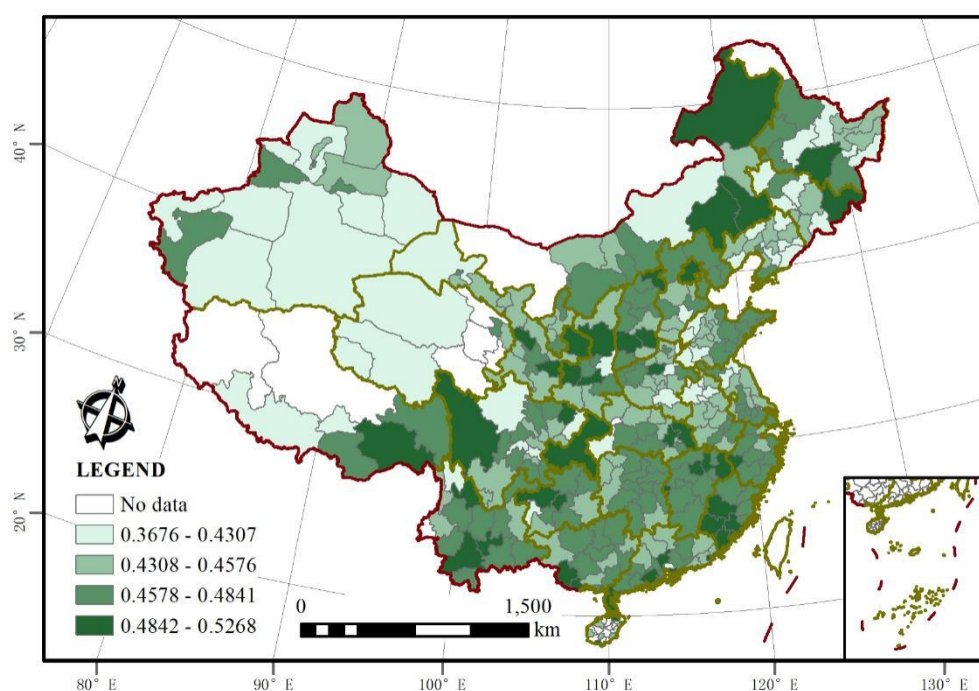 40° N
30° N
20° N
N
LEGEND
No data
0.3676 - 0.4307
0.4308 - 0.4576
0.4578 - 0.4841
0.4842 - 0.5268
0 1,500
km
80° E 90° E 100° E 110° E 120° E 130° E